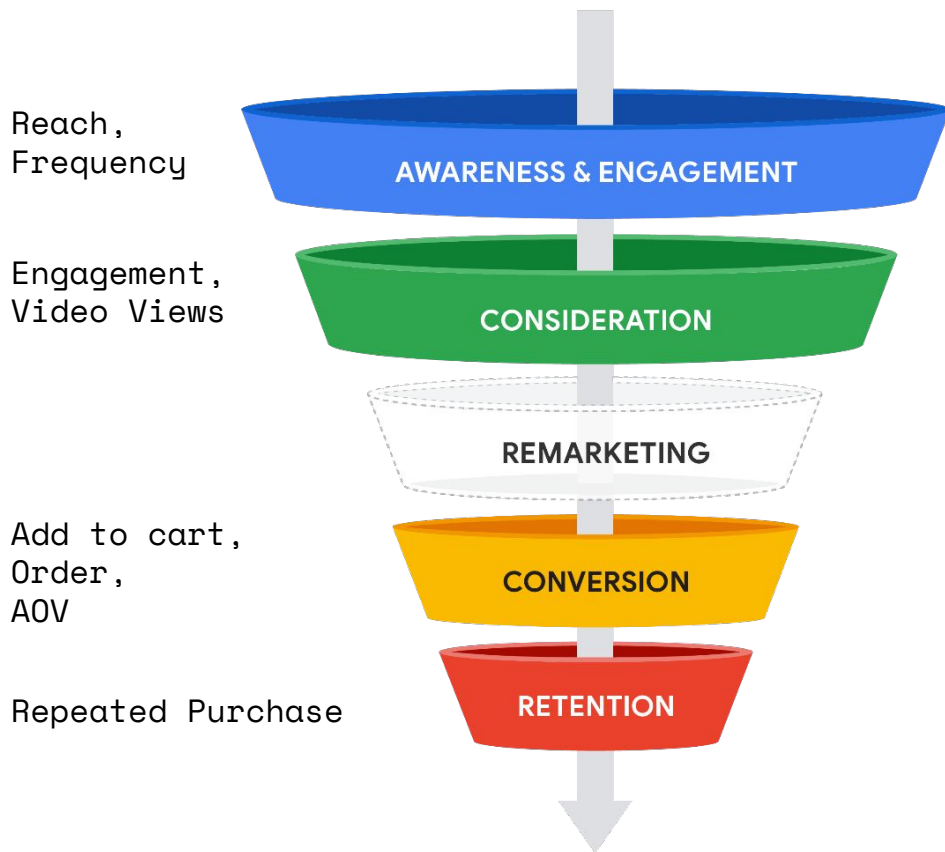 Reach,
Frequency
AWARENESS & ENGAGEMENT
Engagement,
Video Views
CONSIDERATION
REMARKETING
Add to cart,
Order,
AOV
CONVERSION
Repeated Purchase
RETENTION